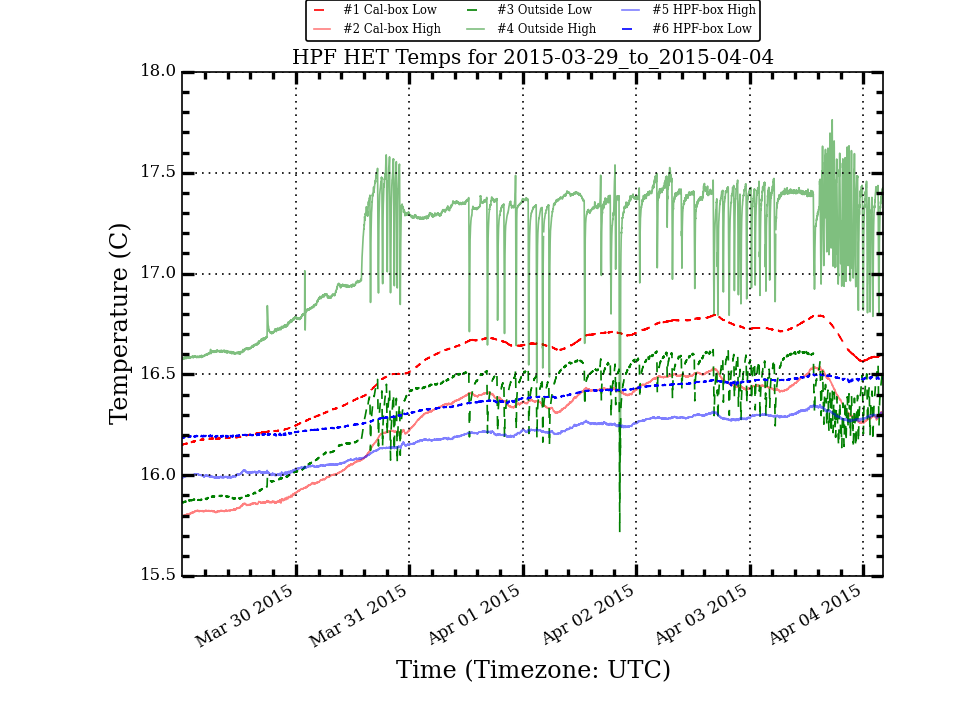 #1 Cal-box Low #3 Outside Low #5 HPF-box High
#2 Cal-box High #4 Outside High #6 HPF-box Low
HPF HET Temps for 2015-03-29_to_2015-04-04
18.0
17.5
17.0
16.5
16.0
15.5
Temperature (C)
Mar 30 2015
Mar 31 2015
Apr 01 2015
Apr 02 2015
Apr 03 2015
Apr 04 2015
Time (Timezone: UTC)